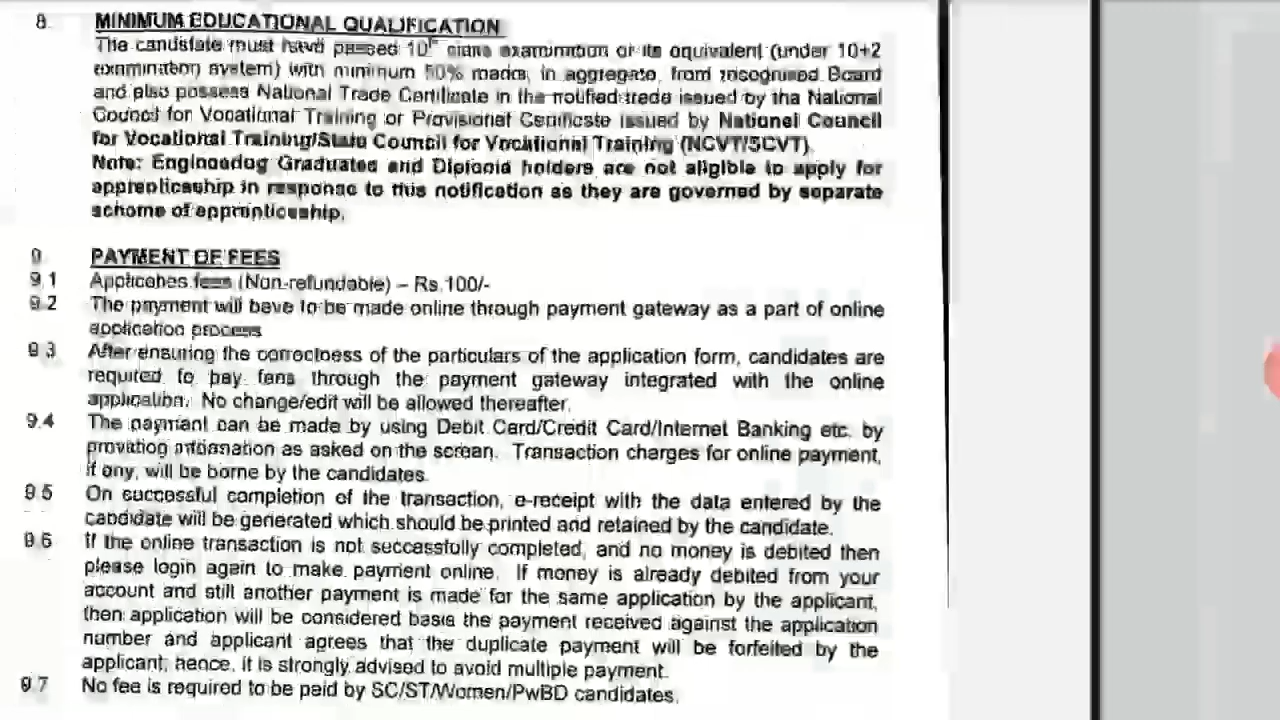 8. MINIMUM EDUCATIONAL QUALIFICATION
The candidate must have passed 10th class examination or its equivalent (under 10+2
examination system) with minimum 50% marks, in aggregate, from recognised Board
and also possess National Trade Certificate in the notified trade issued by the National
Council for Vocational Training or Provisional Certificate issued by National Council
for Vocational Training/State Council for Vocational Training (NCVT/SCVT).
Note: Engineering Graduates and Diploma holders are not eligible to apply for
apprenticeship in response to this notification as they are governed by separate
scheme of apprenticeship.
9. PAYMENT OF FEES
9.1 Application fees (Non-refundable) – Rs.100/-
9.2 The payment will have to be made online through payment gateway as a part of online
application process
9.3 After ensuring the correctness of the particulars of the application form, candidates are
required to pay fees through the payment gateway integrated with the online
application. No change/edit will be allowed thereafter.
9.4 The payment can be made by using Debit Card/Credit Card/Internet Banking etc. by
providing information as asked on the screen. Transaction charges for online payment,
if any, will be borne by the candidates.
9.5 On successful completion of the transaction, e-receipt with the data entered by the
candidate will be generated which should be printed and retained by the candidate.
9.6 If the online transaction is not successfully completed, and no money is debited then
please login again to make payment online. If money is already debited from your
account and still another payment is made for the same application by the applicant,
then application will be considered basis the payment received against the application
number and applicant agrees that the duplicate payment will be forfeited by the
applicant, hence, it is strongly advised to avoid multiple payment.
9.7 No fee is required to be paid by SC/ST/Women/PwBD candidates.